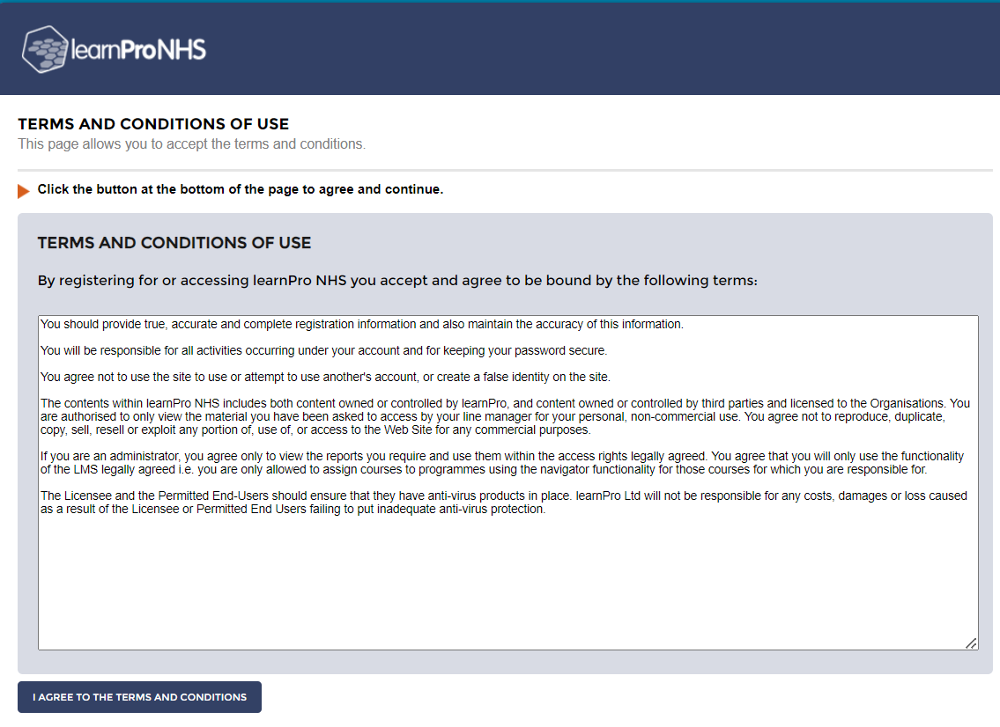 learnProNHS
TERMS AND CONDITIONS OF USE
This page allows you to accept the terms and conditions.
Click the button at the bottom of the page to agree and continue.
TERMS AND CONDITIONS OF USE
By registering for or accessing learnPro NHS you accept and agree to be bound by the following terms:
You should provide true, accurate and complete registration information and also maintain the accuracy of this information.
You will be responsible for all activities occurring under your account and for keeping your password secure.
You agree not to use the site to use or attempt to use another's account, or create a false identity on the site.
The contents within learnPro NHS includes both content owned or controlled by learnPro, and content owned or controlled by third parties and licensed to the Organisations. You
are authorised to only view the material you have been asked to access by your line manager for your personal, non-commercial use. You agree not to reproduce, duplicate,
copy, sell, resell or exploit any portion of, use of, or access to the Web Site for any commercial purposes.
If you are an administrator, you agree only to view the reports you require and use them within the access rights legally agreed. You agree that you will only use the functionality
of the LMS legally agreed i.e. you are only allowed to assign courses to programmes using the navigator functionality for those courses for which you are responsible for.
The Licensee and the Permitted End-Users should ensure that they have anti-virus products in place. learnPro Ltd will not be responsible for any costs, damages or loss caused
as a result of the Licensee or Permitted End Users failing to put inadequate anti-virus protection.
I AGREE TO THE TERMS AND CONDITIONS